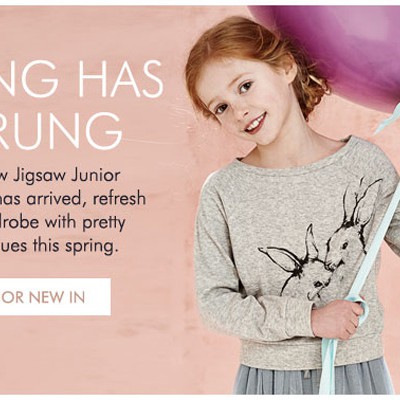 NG HAS
RUNG
w Jigsaw Junior
has arrived, refresh
drobe with pretty
ues this spring.
OR NEW IN